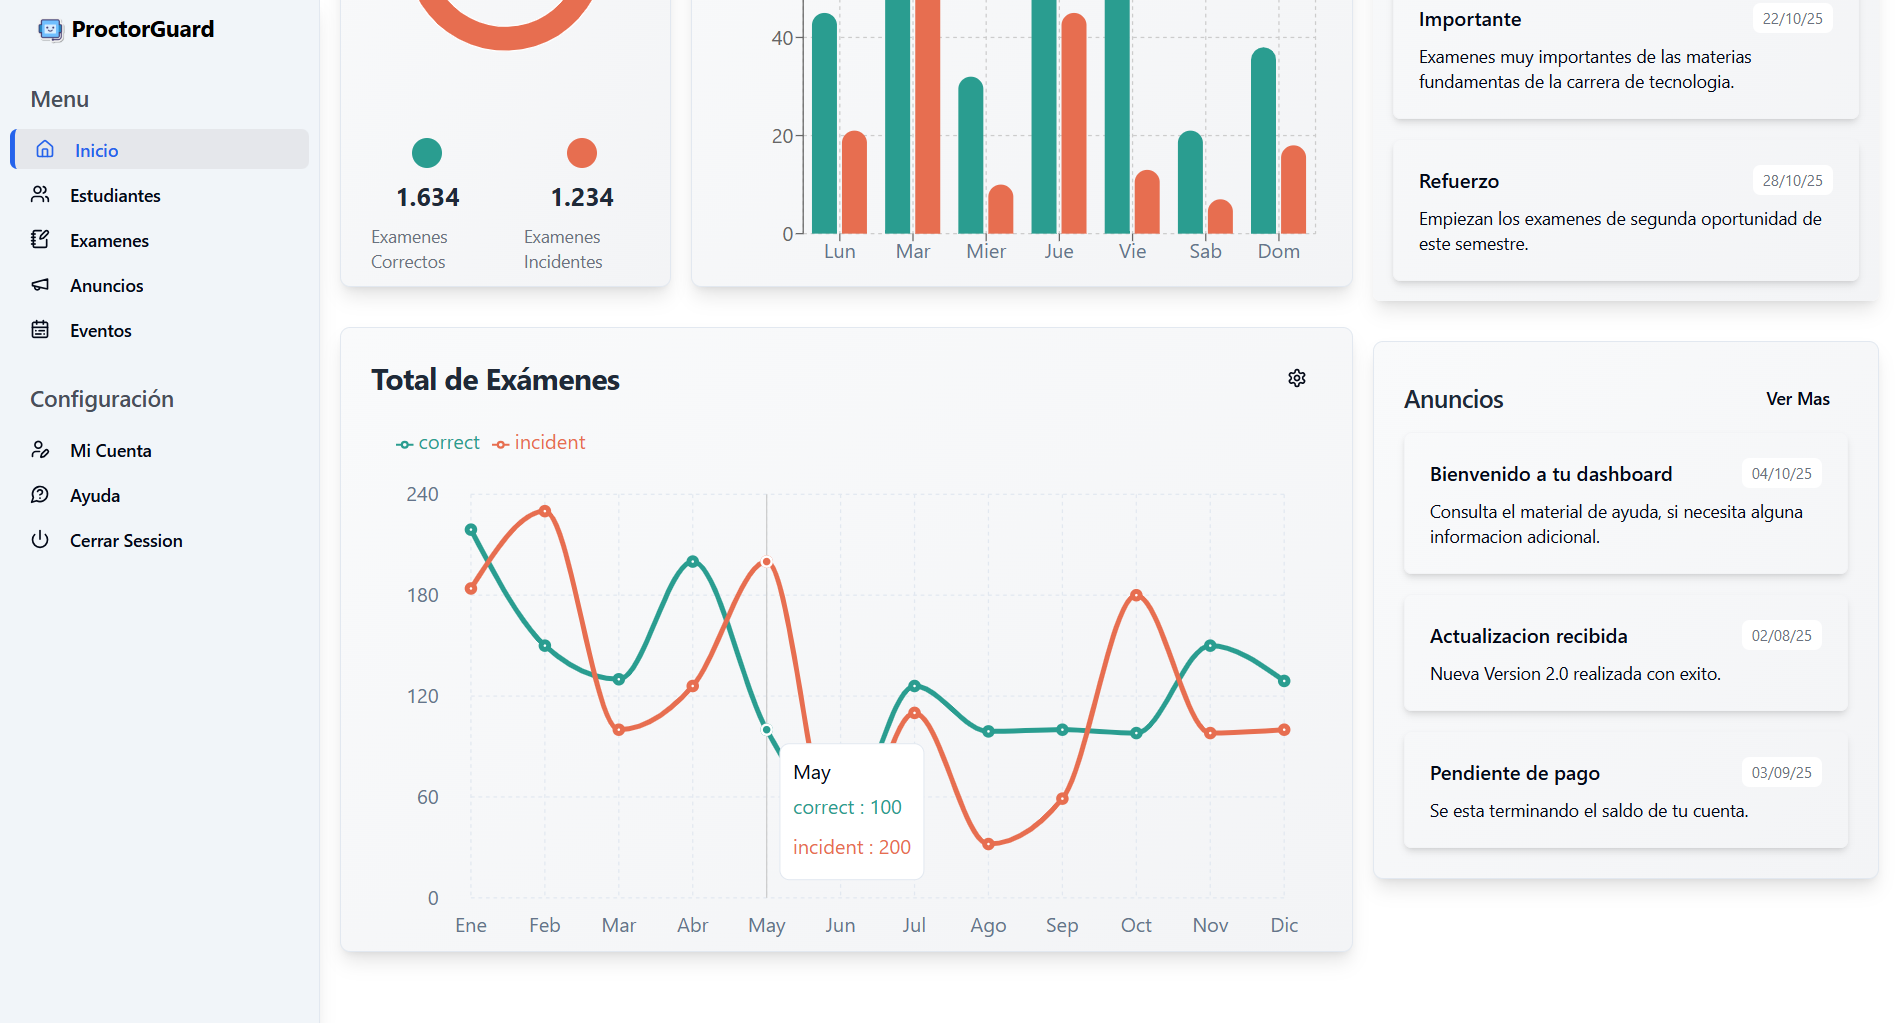 ProctorGuard
Menu
Inicio
Estudiantes
Examenes
Anuncios
Eventos
Configuración
Mi Cuenta
Ayuda
Cerrar Session
1.634
1.234
Examenes
Correctos
Examenes
Incidentes
40
20
0
Lun Mar Mier Jue Vie Sab Dom
Importante
22/10/25
Examenes muy importantes de las materias
fundamentas de la carrera de tecnologia.
Refuerzo
28/10/25
Empiezan los examenes de segunda oportunidad de
este semestre.
Total de Exámenes
correct incident
240
180
120
60
0
May
correct : 100
incident : 200
Ene Feb Mar Abr May Jun Jul Ago Sep Oct Nov Dic
Anuncios
Ver Mas
Bienvenido a tu dashboard
04/10/25
Consulta el material de ayuda, si necesita alguna
informacion adicional.
Actualizacion recibida
02/08/25
Nueva Version 2.0 realizada con exito.
Pendiente de pago
03/09/25
Se esta terminando el saldo de tu cuenta.